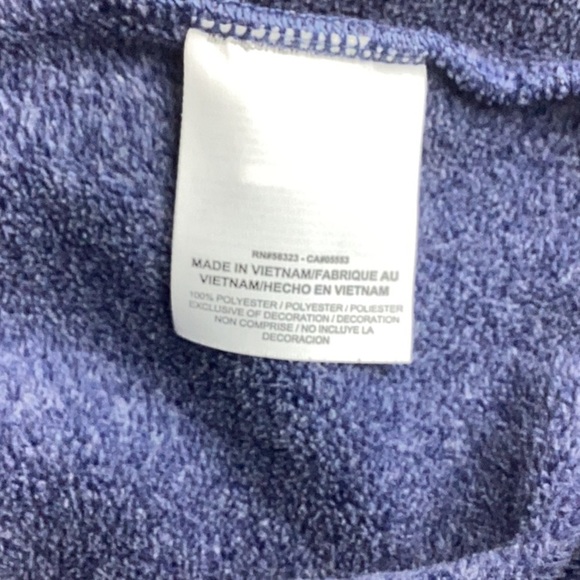 RN#58323 - CA#05553
MADE IN VIETNAM/FABRIQUE AU
VIETNAM/HECHO EN VIETNAM
100% POLYESTER / POLYESTER / POLIESTER
EXCLUSIVE OF DECORATION / DECORATION
NON COMPRISE / NO INCLUYE LA
DECORACION